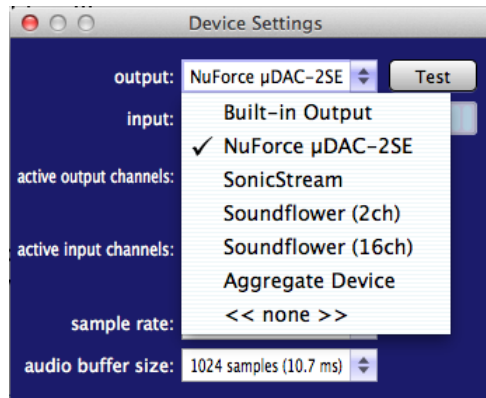 Device Settings
output: NuForce µDAC-2SE Test
input: Built-in Output
✓ NuForce µDAC-2SE
active output channels: SonicStream
Soundflower (2ch)
active input channels: Soundflower (16ch)
Aggregate Device
sample rate: << none >>
audio buffer size: 1024 samples (10.7 ms)